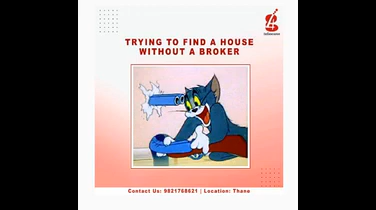 TRYING TO FIND A HOUSE
WITHOUT A BROKER
Contact Us: 9821768621 | Location: Thane